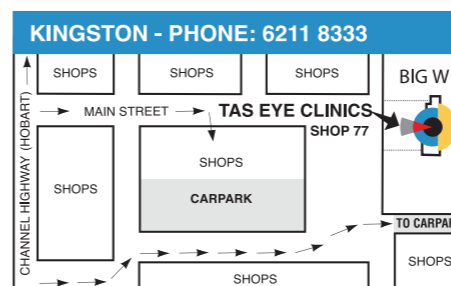 KINGSTON - PHONE: 6211 8333
SHOPS
SHOPS
SHOPS
BIG W
MAIN STREET
TAS EYE CLINICS
SHOP 77
CHANNEL HIGHWAY (HOBART)
SHOPS
SHOPS
CARPARK
TO CARPAR
SHOPS
SHOPS